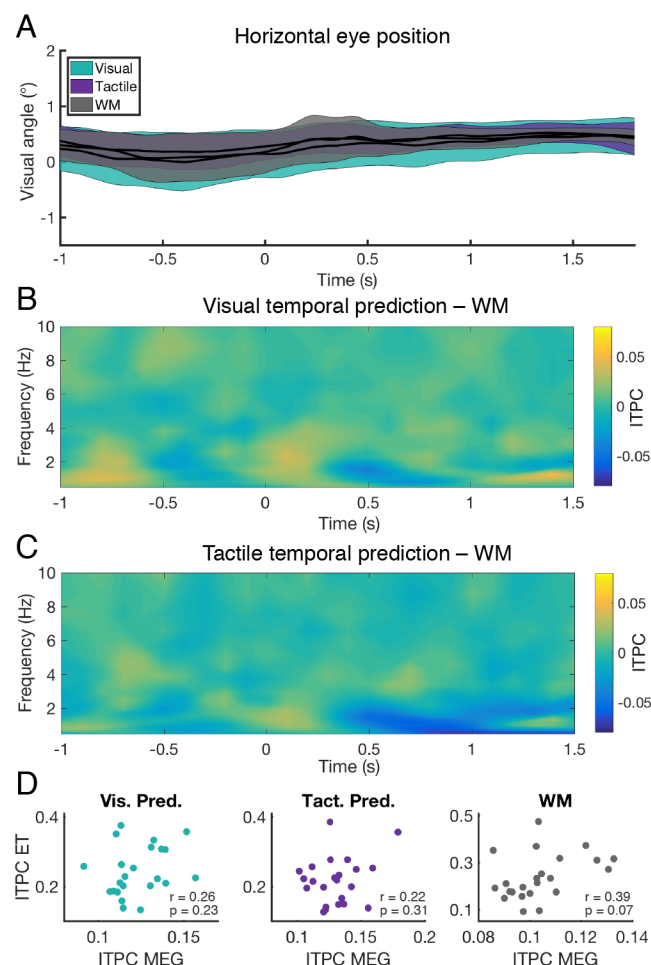 A
Horizontal eye position
2
1
0
-1
Visual angle (°)
Visual
Tactile
WM
-1 -0.5 0 0.5 1 1.5
Time (s)
B
Visual temporal prediction – WM
10
8
6
4
2
Frequency (Hz)
-1 -0.5 0 0.5 1 1.5
Time (s)
0.05
0
-0.05
ITPC
C
Tactile temporal prediction – WM
10
8
6
4
2
Frequency (Hz)
-1 -0.5 0 0.5 1 1.5
Time (s)
0.05
0
-0.05
ITPC
D
Vis. Pred.
0.4
0.2
ITPC ET
r = 0.26
p = 0.23
0.1 0.15
ITPC MEG
Tact. Pred.
0.4
0.2
r = 0.22
p = 0.31
0.1 0.15 0.2
ITPC MEG
WM
0.5
0.3
0.1
r = 0.39
p = 0.07
0.08 0.1 0.12 0.14
ITPC MEG